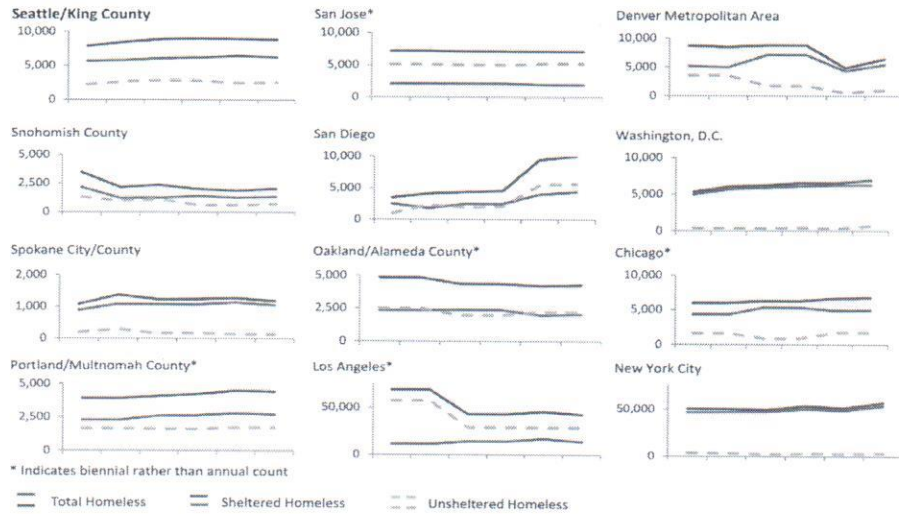 Seattle/King County
10,000
5,000
0
San Jose*
10,000
5,000
0
Denver Metropolitan Area
10,000
5,000
0
Snohomish County
5,000
2,500
0
San Diego
10,000
5,000
0
Washington, D.C.
10,000
5,000
0
Spokane City/County
2,000
1,000
0
Oakland/Alameda County*
5,000
2,500
0
Chicago*
10,000
5,000
0
Portland/Multnomah County*
5,000
2,500
0
Los Angeles*
50,000
0
New York City
50,000
0
* Indicates biennial rather than annual count
Total Homeless
Sheltered Homeless
Unsheltered Homeless